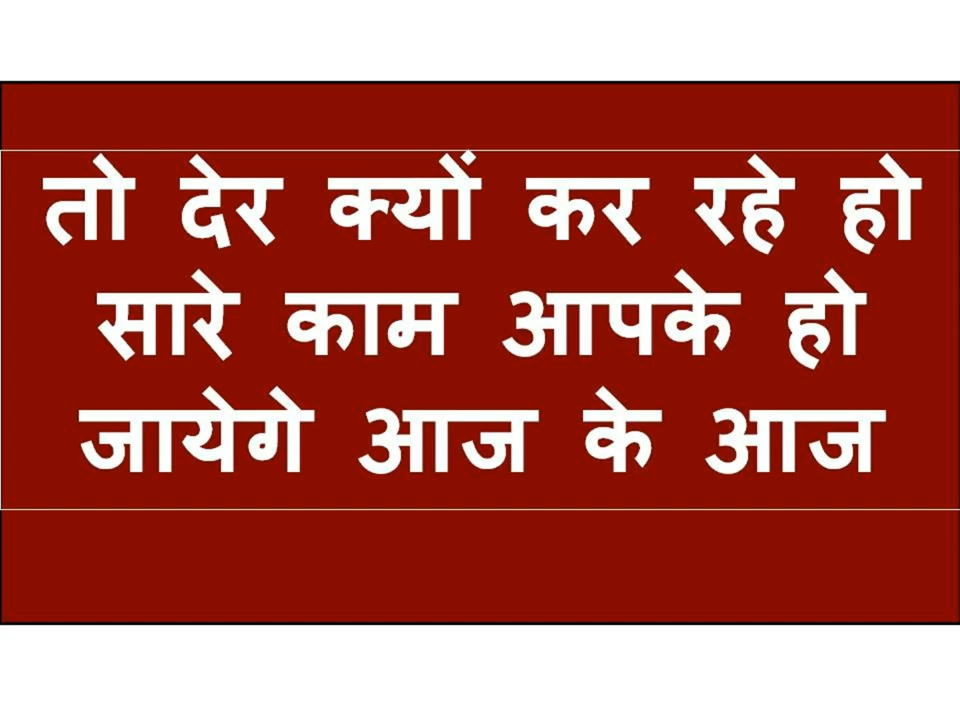 तो देर क्यों कर रहे हो
सारे काम आपके हो
जायेगे आज के आज